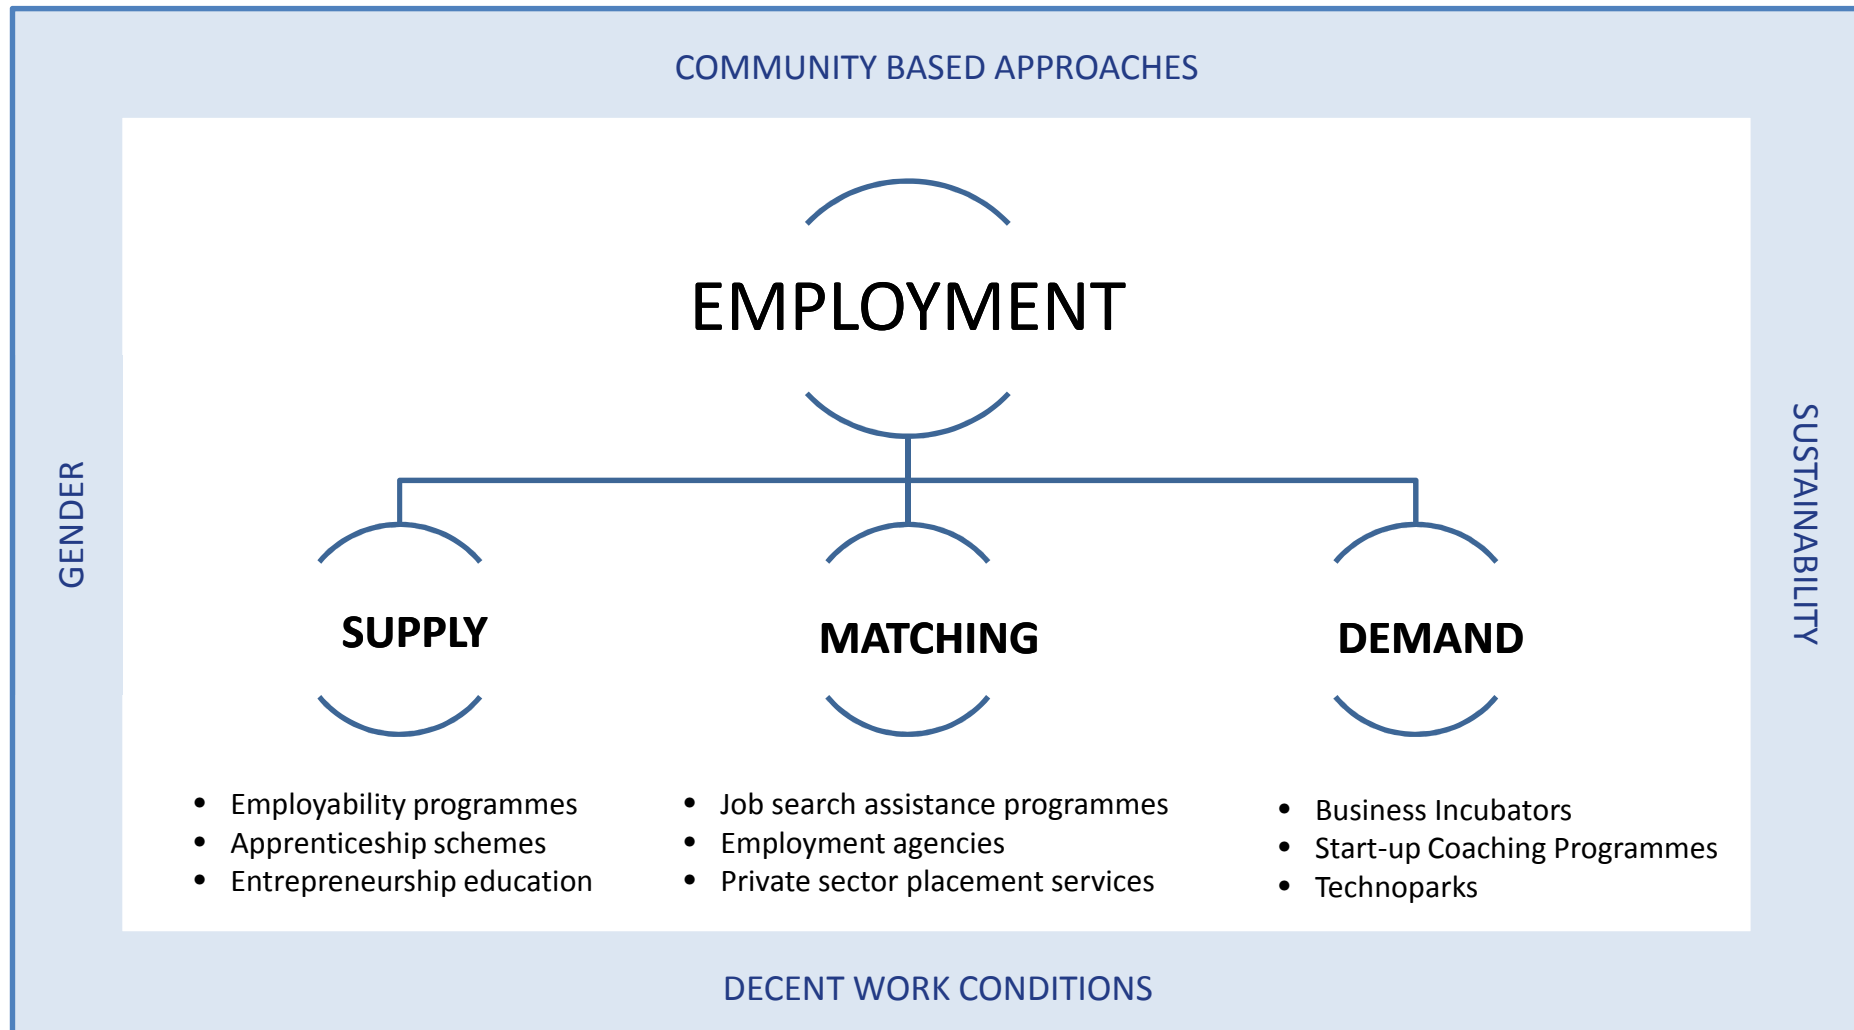 COMMUNITY BASED APPROACHES
EMPLOYMENT
GENDER
SUSTAINABILITY
SUPPLY
MATCHING
DEMAND
• Employability programmes
• Apprenticeship schemes
• Entrepreneurship education
• Job search assistance programmes
• Employment agencies
• Private sector placement services
• Business Incubators
• Start-up Coaching Programmes
• Technoparks
DECENT WORK CONDITIONS